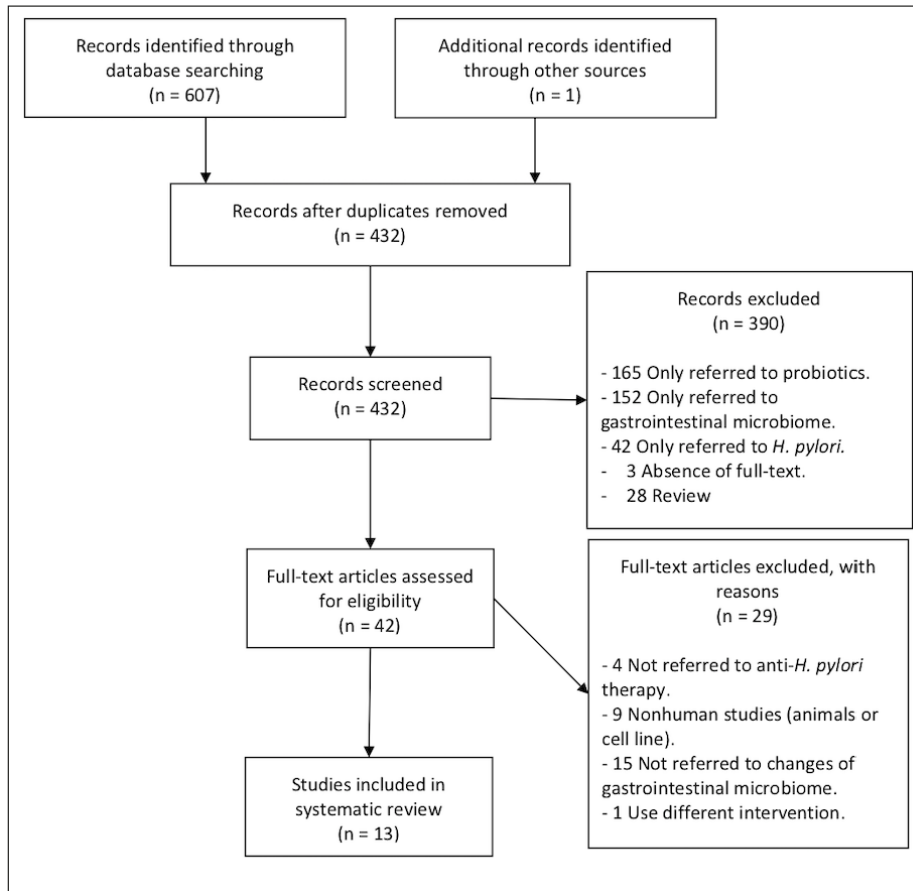 Records identified through
database searching
(n = 607)
Additional records identified
through other sources
(n = 1)
Records after duplicates removed
(n = 432)
Records screened
(n = 432)
Records excluded
(n = 390)
- 165 Only referred to probiotics.
- 152 Only referred to
gastrointestinal microbiome.
- 42 Only referred to H. pylori.
- 3 Absence of full-text.
- 28 Review
Full-text articles assessed
for eligibility
(n = 42)
Full-text articles excluded, with
reasons
(n = 29)
- 4 Not referred to anti-H. pylori
therapy.
- 9 Nonhuman studies (animals or
cell line).
- 15 Not referred to changes of
gastrointestinal microbiome.
- 1 Use different intervention.
Studies included in
systematic review
(n = 13)